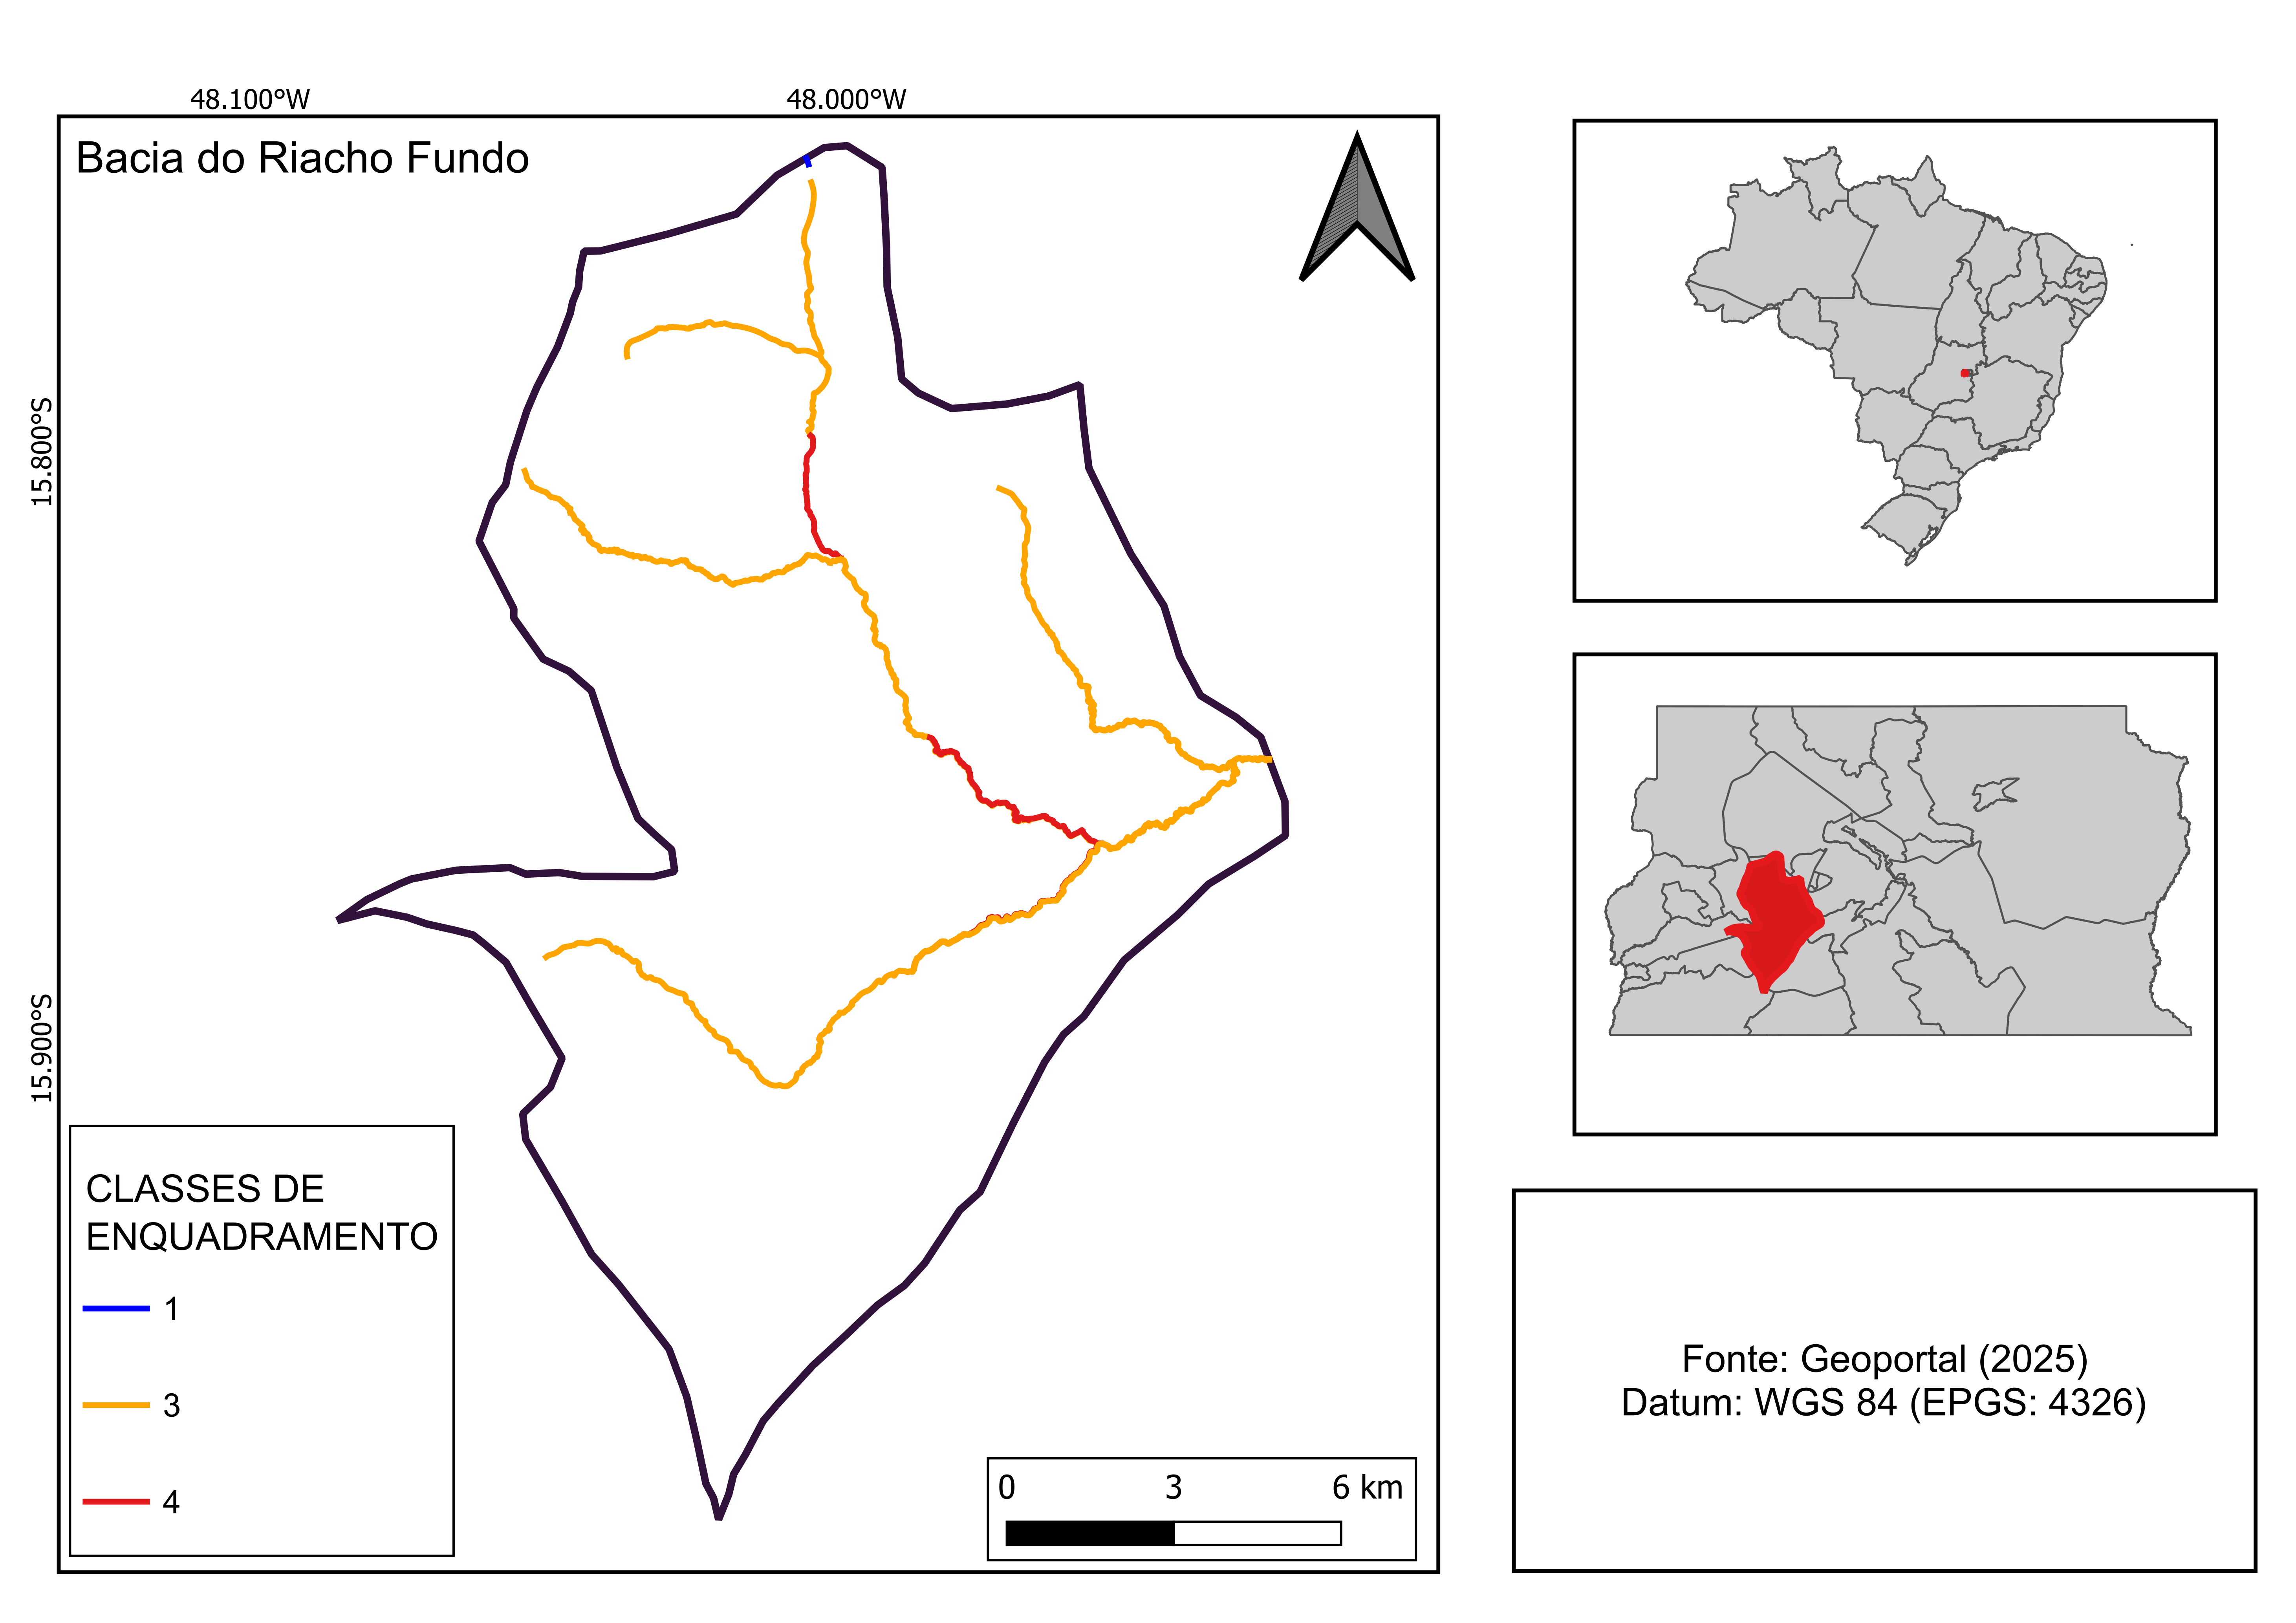 48.100°W
48.000°W
Bacia do Riacho Fundo
15.800°S
15.900°S
CLASSES DE
ENQUADRAMENTO
1
3
4
0 3 6 km
Fonte: Geoportal (2025)
Datum: WGS 84 (EPGS: 4326)